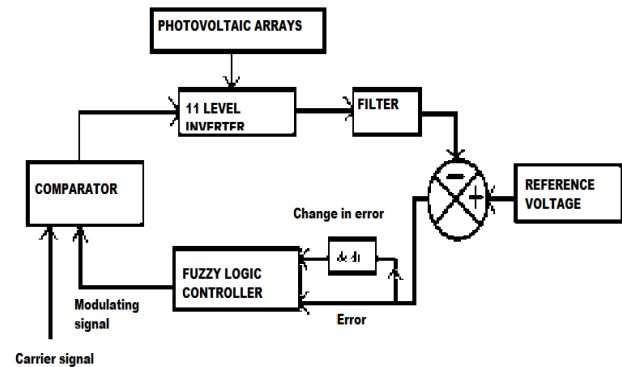 PHOTOVOLTAIC ARRAYS
11 LEVEL
INVERTER
FILTER
COMPARATOR
REFERENCE
VOLTAGE
Change in error
FUZZY LOGIC
CONTROLLER
Modulating
signal
Error
Carrier signal